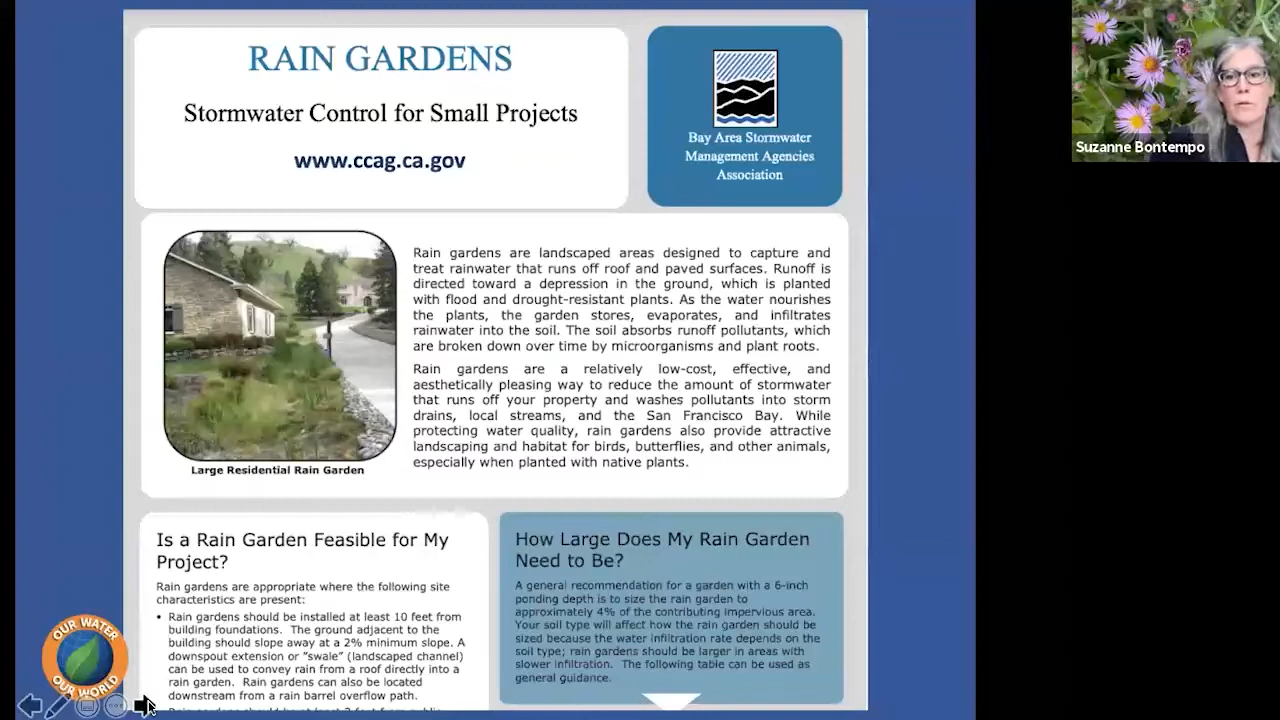 RAIN GARDENS
Stormwater Control for Small Projects
www.ccag.ca.gov
Bay Area Stormwater
Management Agencies
Association
Suzanne Bontempo
Rain gardens are landscaped areas designed to capture and
treat rainwater that runs off roof and paved surfaces. Runoff is
directed toward a depression in the ground, which is planted
with flood and drought-resistant plants. As the water nourishes
the plants, the garden stores, evaporates, and infiltrates
rainwater into the soil. The soil absorbs runoff pollutants, which
are broken down over time by microorganisms and plant roots.
Rain gardens are a relatively low-cost, effective, and
aesthetically pleasing way to reduce the amount of stormwater
that runs off your property and washes pollutants into storm
drains, local streams, and the San Francisco Bay. While
protecting water quality, rain gardens also provide attractive
landscaping and habitat for birds, butterflies, and other animals,
especially when planted with native plants.
Large Residential Rain Garden
Is a Rain Garden Feasible for My
Project?
Rain gardens are appropriate where the following site
characteristics are present:
• Rain gardens should be installed at least 10 feet from
building foundations. The ground adjacent to the
building should slope away at a 2% minimum slope. A
downspout extension or "swale" (landscaped channel)
can be used to convey rain from a roof directly into a
rain garden. Rain gardens can also be located
downstream from a rain barrel overflow path.
How Large Does My Rain Garden
Need to Be?
A general recommendation for a garden with a 6-inch
ponding depth is to size the rain garden to
approximately 4% of the contributing impervious area.
Your soil type will affect how the rain garden should be
sized because the water infiltration rate depends on the
soil type; rain gardens should be larger in areas with
slower infiltration. The following table can be used as
general guidance.
OUR WATER
OUR WORLD